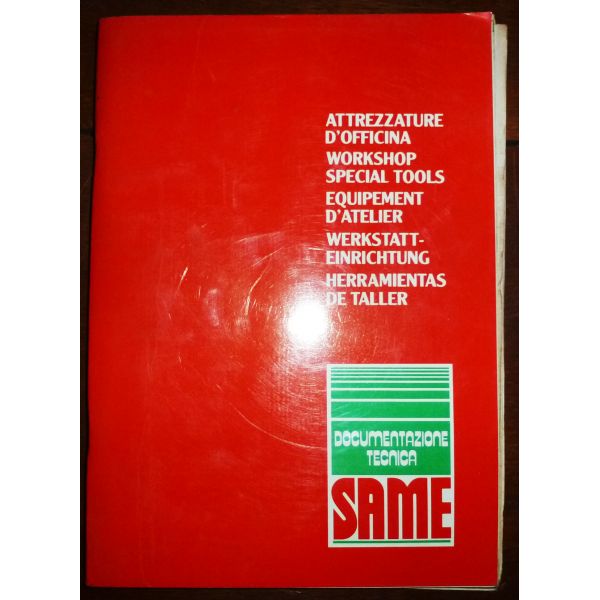 ATTREZZATURE
D'OFFICINA
WORKSHOP
SPECIAL TOOLS
EQUIPEMENT
D'ATELIER
WERKSTATT-
EINRICHTUNG
HERRAMIENTAS
DE TALLER
DOCUMENTAZIONE
TECNICA
SAME